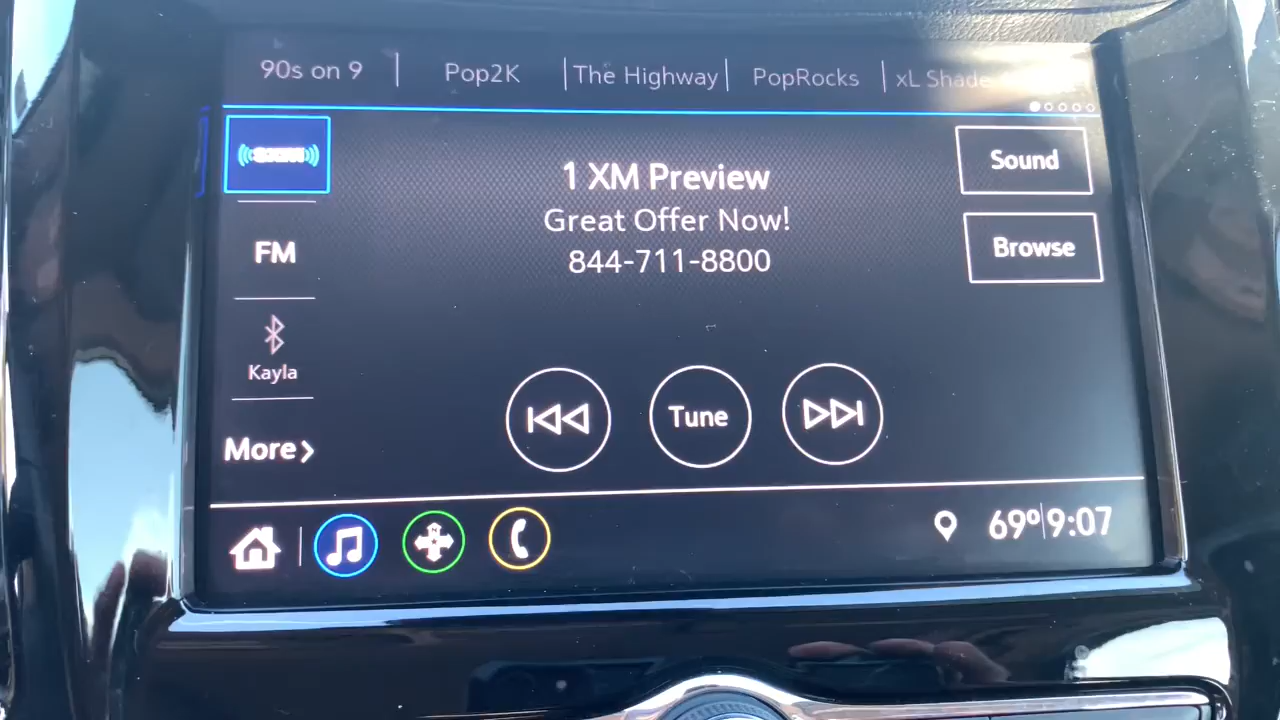 90s on 9
Pop2K
The Highway
PopRocks
xL Shade
SXM
1 XM Preview
Great Offer Now!
844-711-8800
Sound
Browse
FM
Kayla
More
Tune
69° 9:07